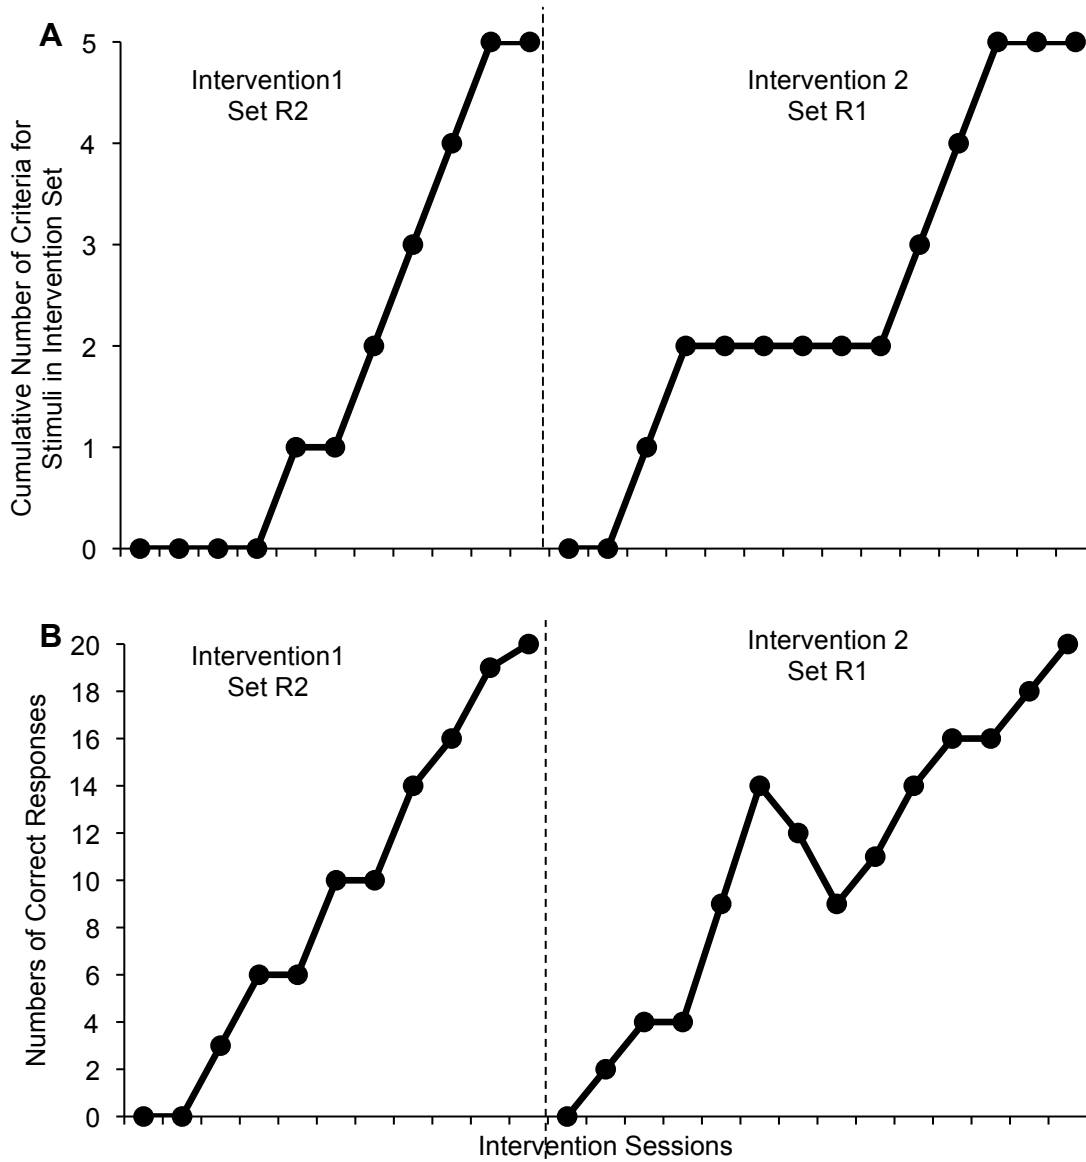 A
Intervention1
Set R2
Intervention 2
Set R1
Cumulative Number of Criteria for
Stimuli in Intervention Set
5
4
3
2
1
0
B
Intervention1
Set R2
Intervention 2
Set R1
Numbers of Correct Responses
20
18
16
14
12
10
8
6
4
2
0
Intervention Sessions